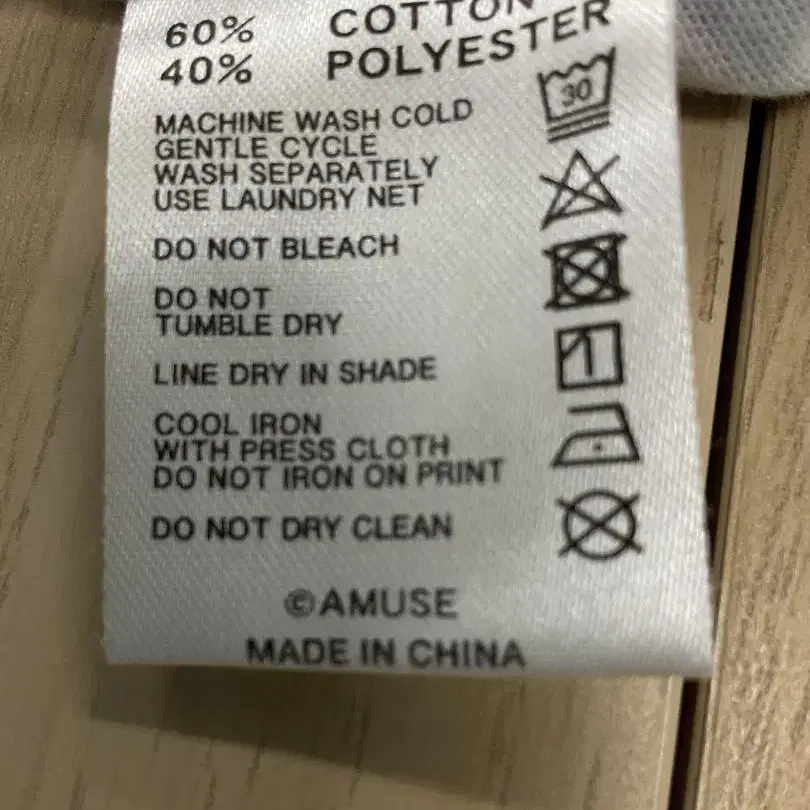 60% COTTON
40% POLYESTER
MACHINE WASH COLD
GENTLE CYCLE
WASH SEPARATELY
USE LAUNDRY NET
30
DO NOT BLEACH
DO NOT
TUMBLE DRY
LINE DRY IN SHADE
COOL IRON
WITH PRESS CLOTH
DO NOT IRON ON PRINT
DO NOT DRY CLEAN
©AMUSE
MADE IN CHINA